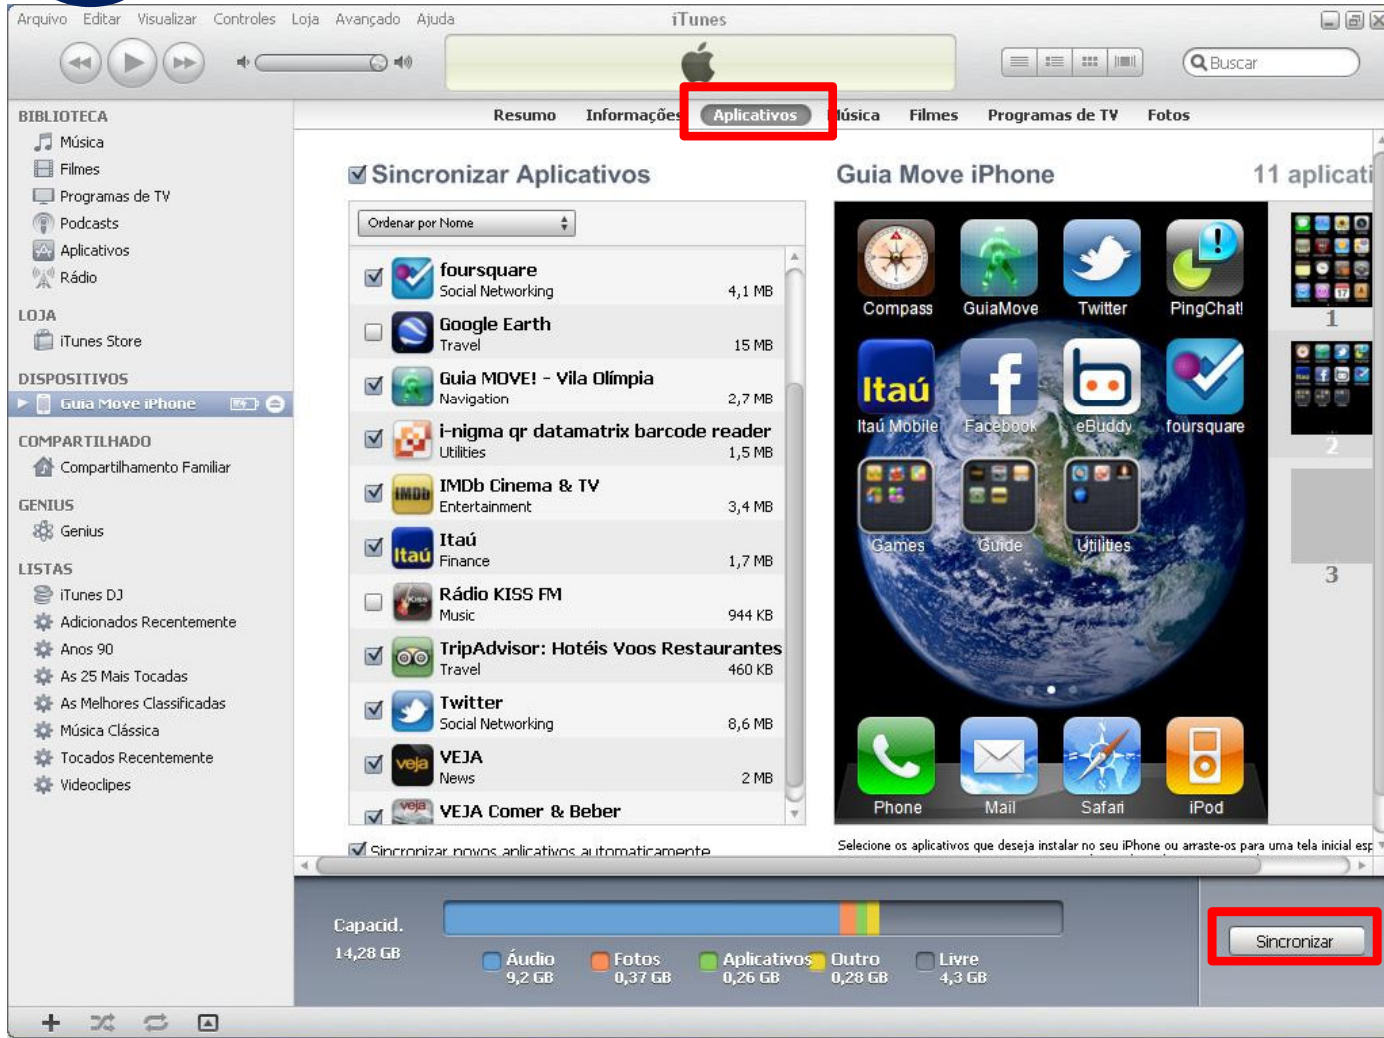 Arquivo Editar Visualizar Controles Loja Avançado Ajuda
iTunes
Buscar
BIBLIOTECA
Música
Filmes
Programas de TV
Podcasts
Aplicativos
Rádio
LOJA
iTunes Store
DISPOSITIVOS
Guia Move iPhone
COMPARTILHADO
Compartilhamento Familiar
GENIUS
Genius
LISTAS
iTunes DJ
Adicionados Recentemente
Anos 90
As 25 Mais Tocadas
As Melhores Classificadas
Música Clássica
Tocados Recentemente
Videoclipes
Resumo Informações Aplicativos Música Filmes Programas de TV Fotos
Sincronizar Aplicativos
Ordenar por Nome
foursquare
Social Networking 4,1 MB
Google Earth
Travel 15 MB
Guia MOVE! - Vila Olímpia
Navigation 2,7 MB
i-nigma qr datamatrix barcode reader
Utilities 1,5 MB
IMDb
IMDb Cinema & TV
Entertainment 3,4 MB
Itaú
Itaú
Finance 1,7 MB
Kiss
Rádio KISS FM
Music 944 KB
TripAdvisor: Hotéis Voos Restaurantes
Travel 460 KB
Twitter
Social Networking 8,6 MB
veja
VEJA
News 2 MB
veja
VEJA Comer & Beber
Sincronizar novos aplicativos automaticamente
Guia Move iPhone
11 aplicati
Compass GuiaMove Twitter PingChat!
Itaú
Itaú Mobile Facebook eBuddy foursquare
Games Guide Utilities
Phone Mail Safari iPod
17
1
2
3
Selecione os aplicativos que deseja instalar no seu iPhone ou arraste-os para uma tela inicial esp
Capacid.
14,28 GB
Áudio
9,2 GB
Fotos
0,37 GB
Aplicativos
0,26 GB
Outro
0,28 GB
Livre
4,3 GB
Sincronizar